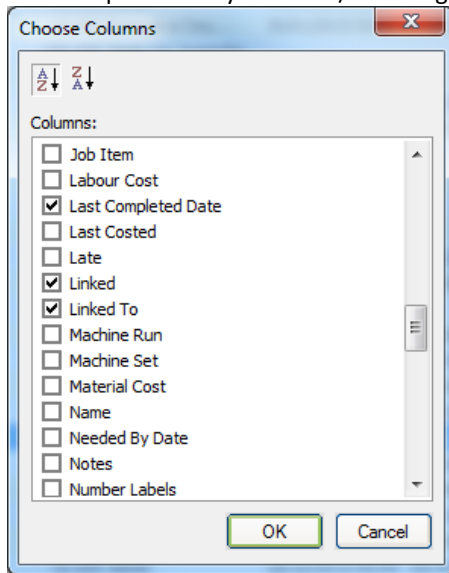 Choose Columns
A
Z
Z
A
Columns:
Job Item
Labour Cost
Last Completed Date
Last Costed
Late
Linked
Linked To
Machine Run
Machine Set
Material Cost
Name
Needed By Date
Notes
Number Labels
OK Cancel